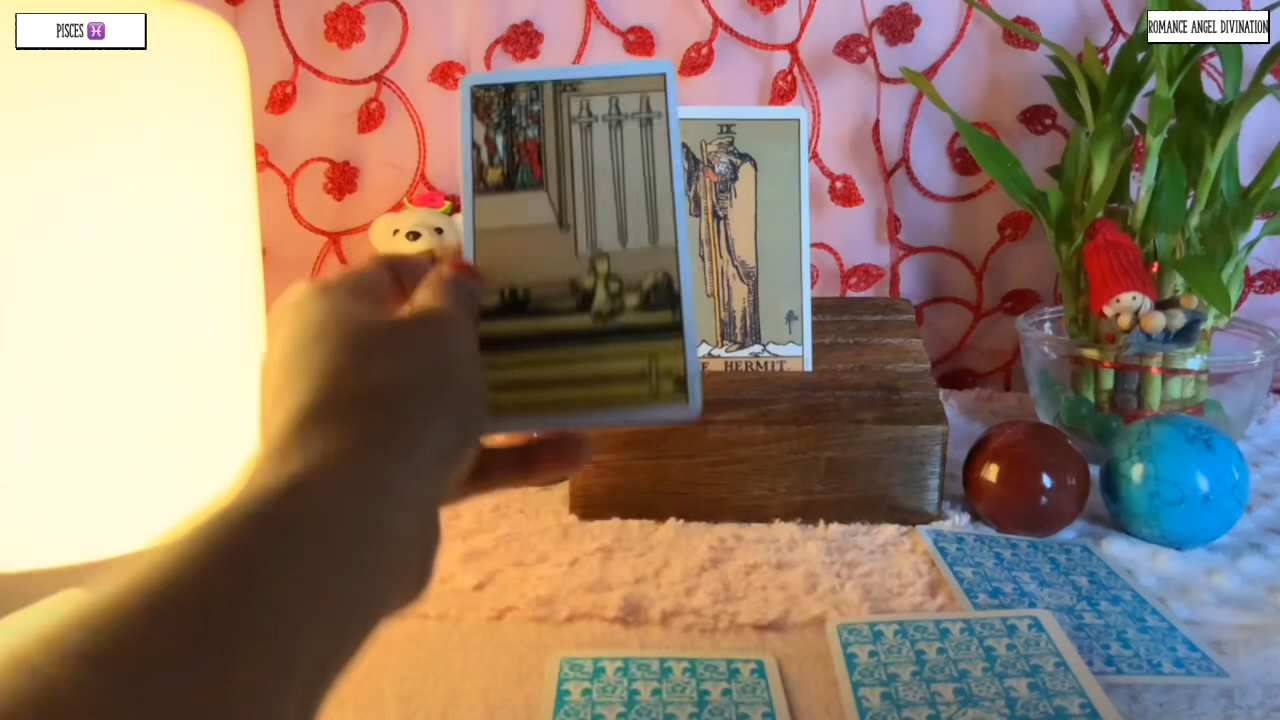 PISCES ♓
ROMANCE ANGEL DIVINATION
IX
E HERMIT.